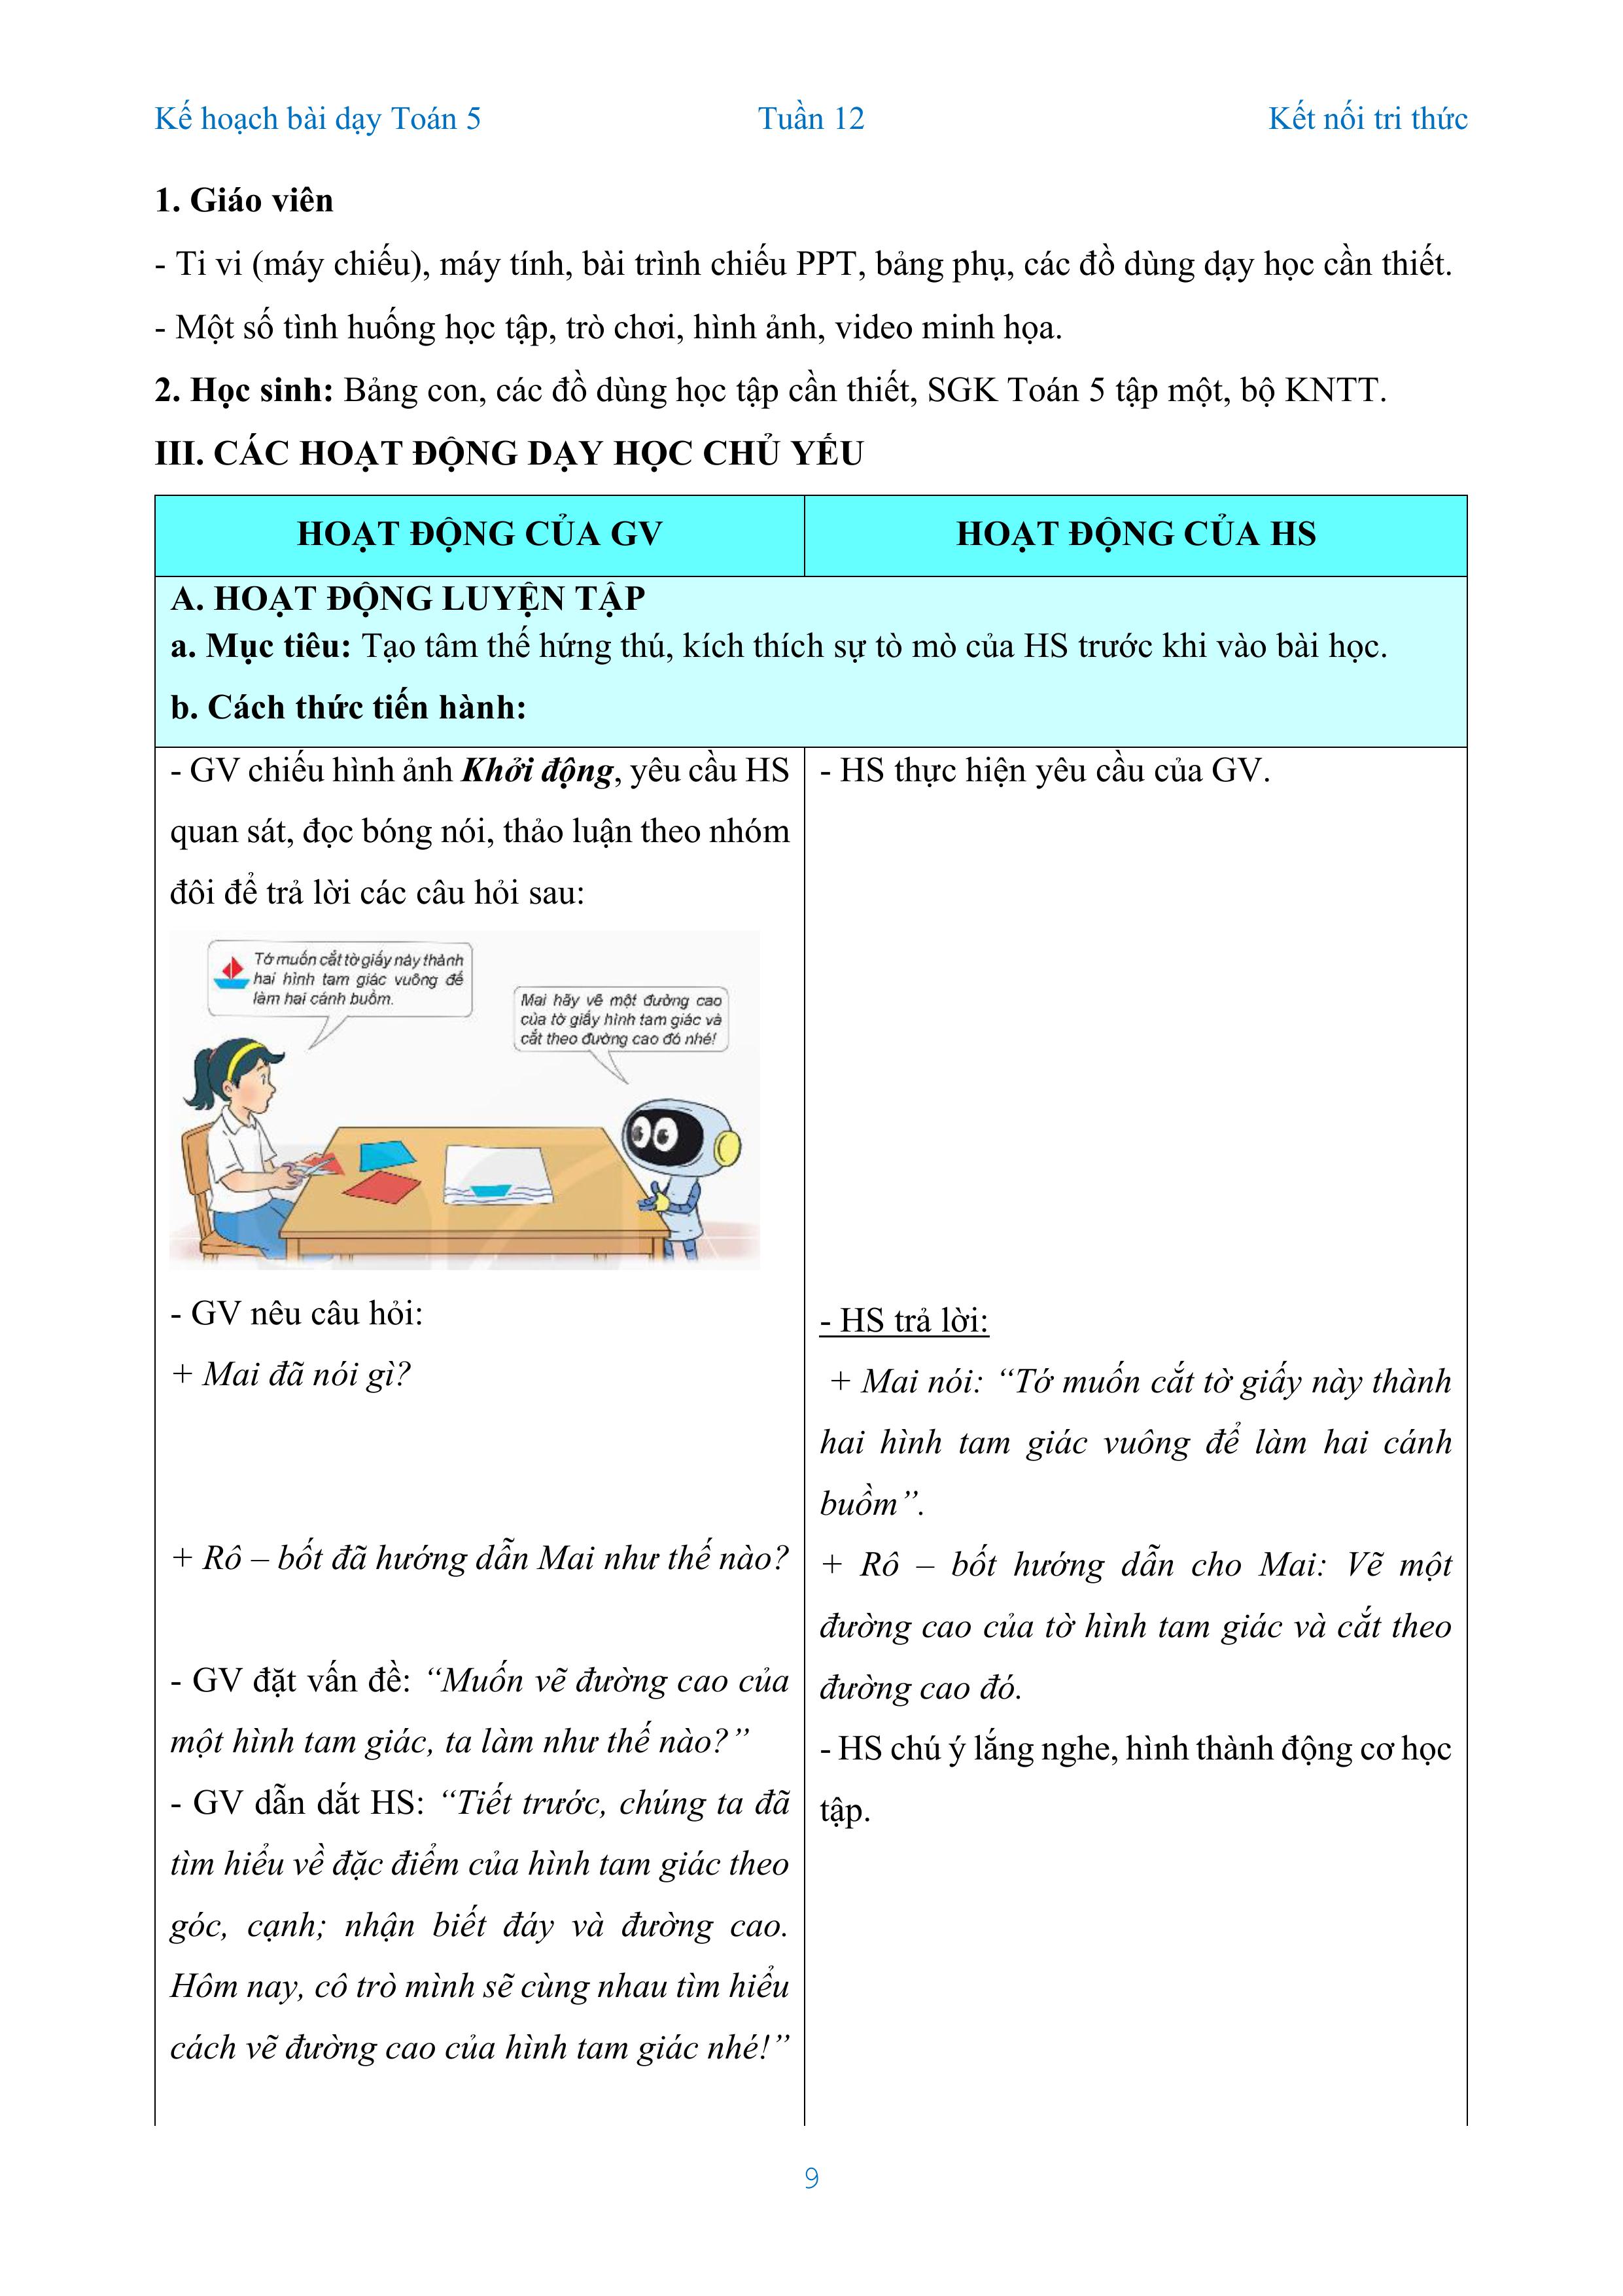 Kế hoạch bài dạy Toán 5 Tuần 12 Kết nối tri thức
1. Giáo viên
- Ti vi (máy chiếu), máy tính, bài trình chiếu PPT, bảng phụ, các đồ dùng dạy học cần thiết.
- Một số tình huống học tập, trò chơi, hình ảnh, video minh họa.
2. Học sinh: Bảng con, các đồ dùng học tập cần thiết, SGK Toán 5 tập một, bộ KNTT.
III. CÁC HOẠT ĐỘNG DẠY HỌC CHỦ YẾU
HOẠT ĐỘNG CỦA GV
HOẠT ĐỘNG CỦA HS
A. HOẠT ĐỘNG LUYỆN TẬP
a. Mục tiêu: Tạo tâm thế hứng thú, kích thích sự tò mò của HS trước khi vào bài học.
b. Cách thức tiến hành:
- GV chiếu hình ảnh Khởi động, yêu cầu HS
quan sát, đọc bóng nói, thảo luận theo nhóm
đôi để trả lời các câu hỏi sau:
Tớ muốn cắt tờ giấy này thành
hai hình tam giác vuông để
làm hai cánh buồm.
Mai hãy vẽ một đường cao
của tờ giấy hình tam giác và
cắt theo đường cao đó nhé!
- GV nêu câu hỏi:
+ Mai đã nói gì?
+ Rô – bốt đã hướng dẫn Mai như thế nào?
- GV đặt vấn đề: “Muốn vẽ đường cao của
một hình tam giác, ta làm như thế nào?”
- GV dẫn dắt HS: “Tiết trước, chúng ta đã
tìm hiểu về đặc điểm của hình tam giác theo
góc, cạnh; nhận biết đáy và đường cao.
Hôm nay, cô trò mình sẽ cùng nhau tìm hiểu
cách vẽ đường cao của hình tam giác nhé!”
- HS thực hiện yêu cầu của GV.
- HS trả lời:
+ Mai nói: “Tớ muốn cắt tờ giấy này thành
hai hình tam giác vuông để làm hai cánh
buồm”.
+ Rô – bốt hướng dẫn cho Mai: Vẽ một
đường cao của tờ hình tam giác và cắt theo
đường cao đó.
- HS chú ý lắng nghe, hình thành động cơ học
tập.
9